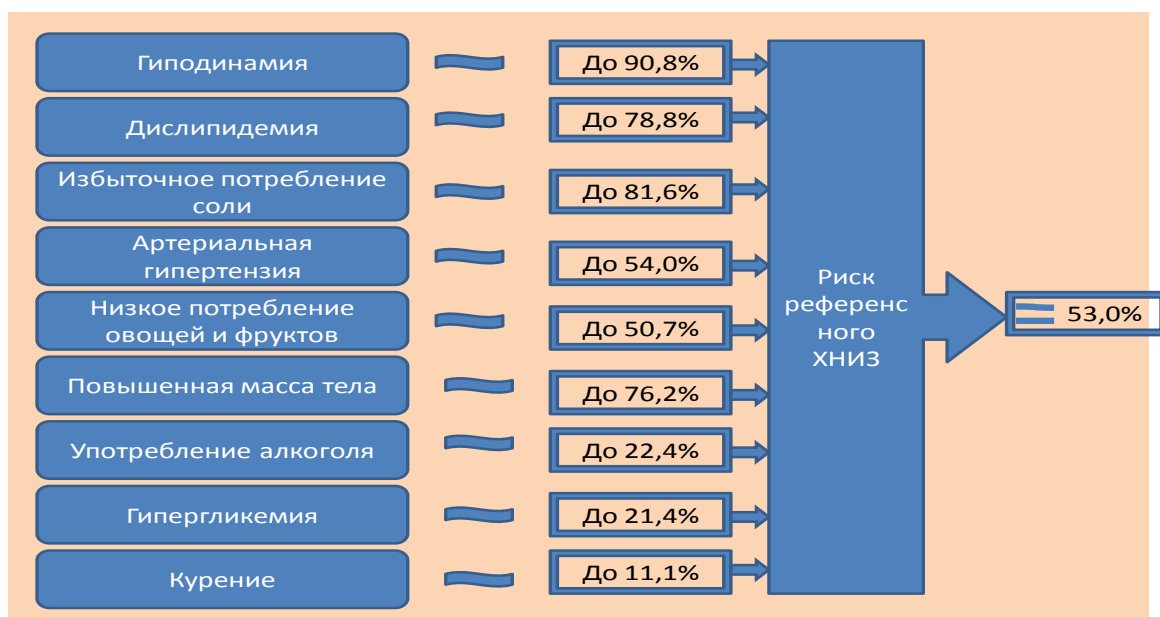 Гиподинамия
До 90,8%
Дислипидемия
До 78,8%
Избыточное потребление
соли
До 81,6%
Артериальная
гипертензия
До 54,0%
Низкое потребление
овощей и фруктов
До 50,7%
Повышенная масса тела
До 76,2%
Употребление алкоголя
До 22,4%
Гипергликемия
До 21,4%
Курение
До 11,1%
Риск
референс
ного
ХНИЗ
53,0%